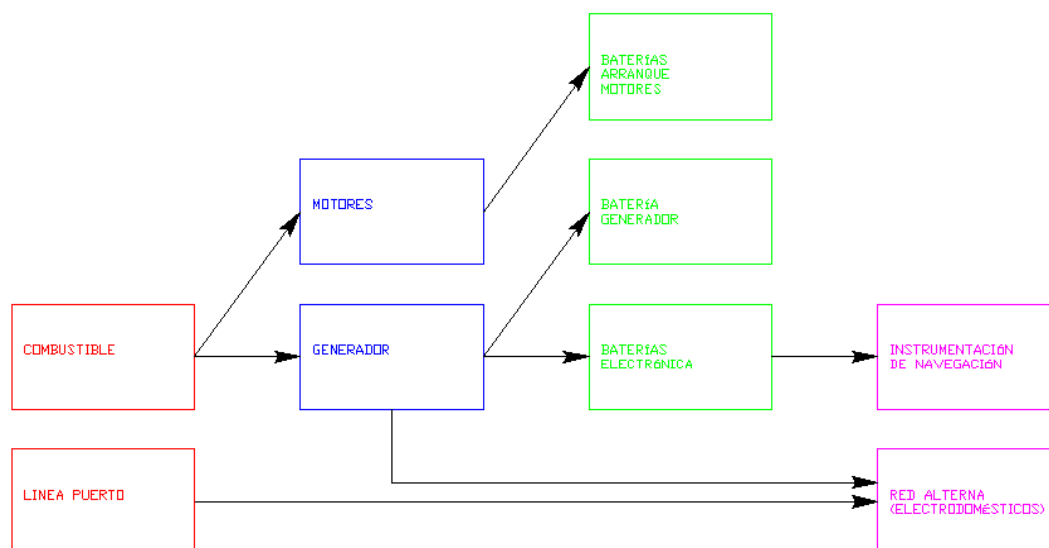 BATERíAS
ARRANQUE
MOTORES
MOTORES
BATERíA
GENERADOR
COMBUSTIBLE
GENERADOR
BATERíAS
ELECTRóNICA
INSTRUMENTACIóN
DE NAVEGACIÓN
LINEA PUERTO
RED ALTERNA
(ELECTRODOMéSTICOS)